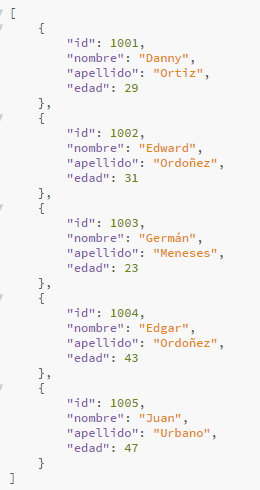 [
    {
        "id": 1001,
        "nombre": "Danny",
        "apellido": "Ortiz",
        "edad": 29
    },
    {
        "id": 1002,
        "nombre": "Edward",
        "apellido": "Ordoñez",
        "edad": 31
    },
    {
        "id": 1003,
        "nombre": "Germán",
        "apellido": "Meneses",
        "edad": 23
    },
    {
        "id": 1004,
        "nombre": "Edgar",
        "apellido": "Ordoñez",
        "edad": 43
    },
    {
        "id": 1005,
        "nombre": "Juan",
        "apellido": "Urbano",
        "edad": 47
    }
]